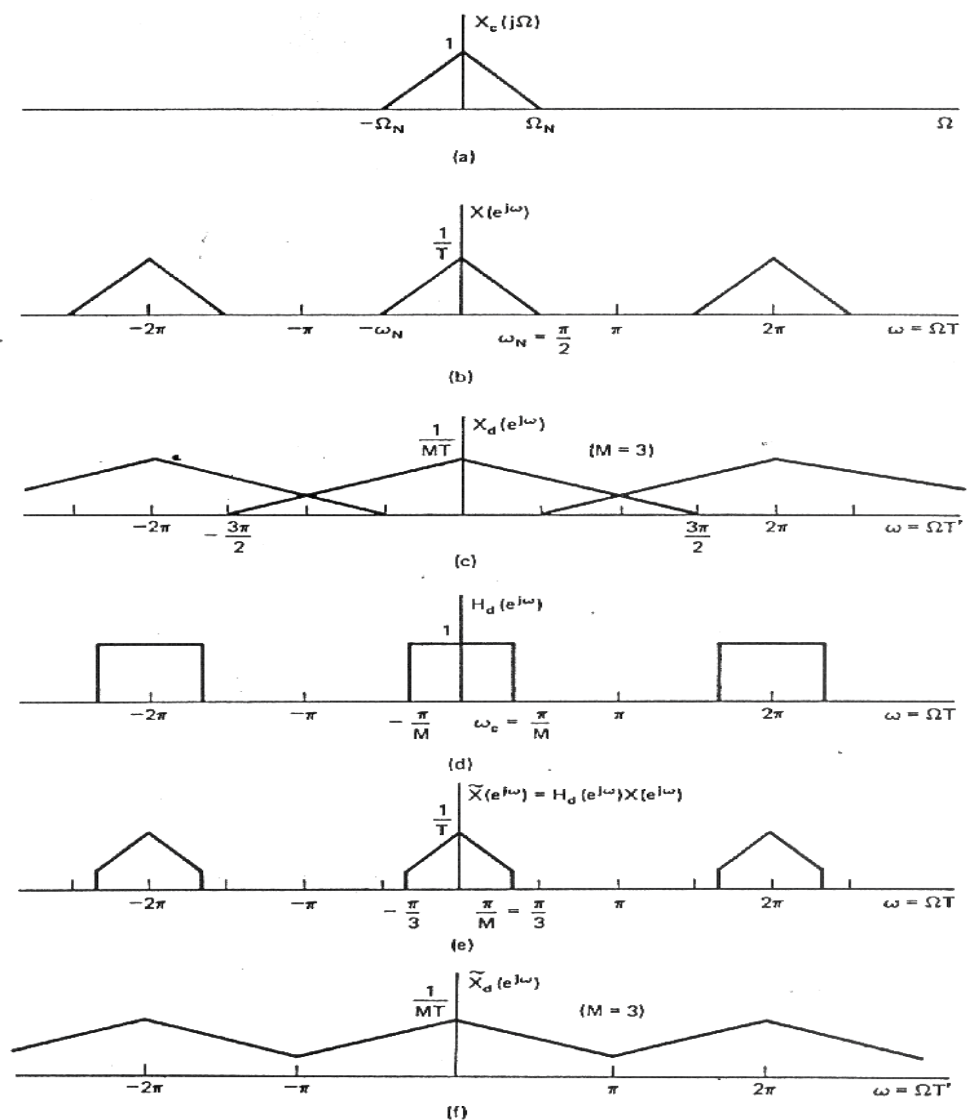 X_c(jΩ)
1
−Ω_N Ω_N Ω
(a)
X(e^{jω})
1/T
−2π −π −ω_N ω_N = π/2 π 2π ω = ΩT
(b)
X_d(e^{jω})
1/MT (M = 3)
−2π −3π/2 3π/2 2π ω = ΩT'
(c)
H_d(e^{jω})
1
−2π −π −π/M ω_c = π/M π 2π ω = ΩT
(d)
X̃(e^{jω}) = H_d(e^{jω})X(e^{jω})
1/T
−2π −π −π/3 π/M = π/3 π 2π ω = ΩT
(e)
X̃_d(e^{jω})
1/MT (M = 3)
−2π −π π 2π ω = ΩT'
(f)